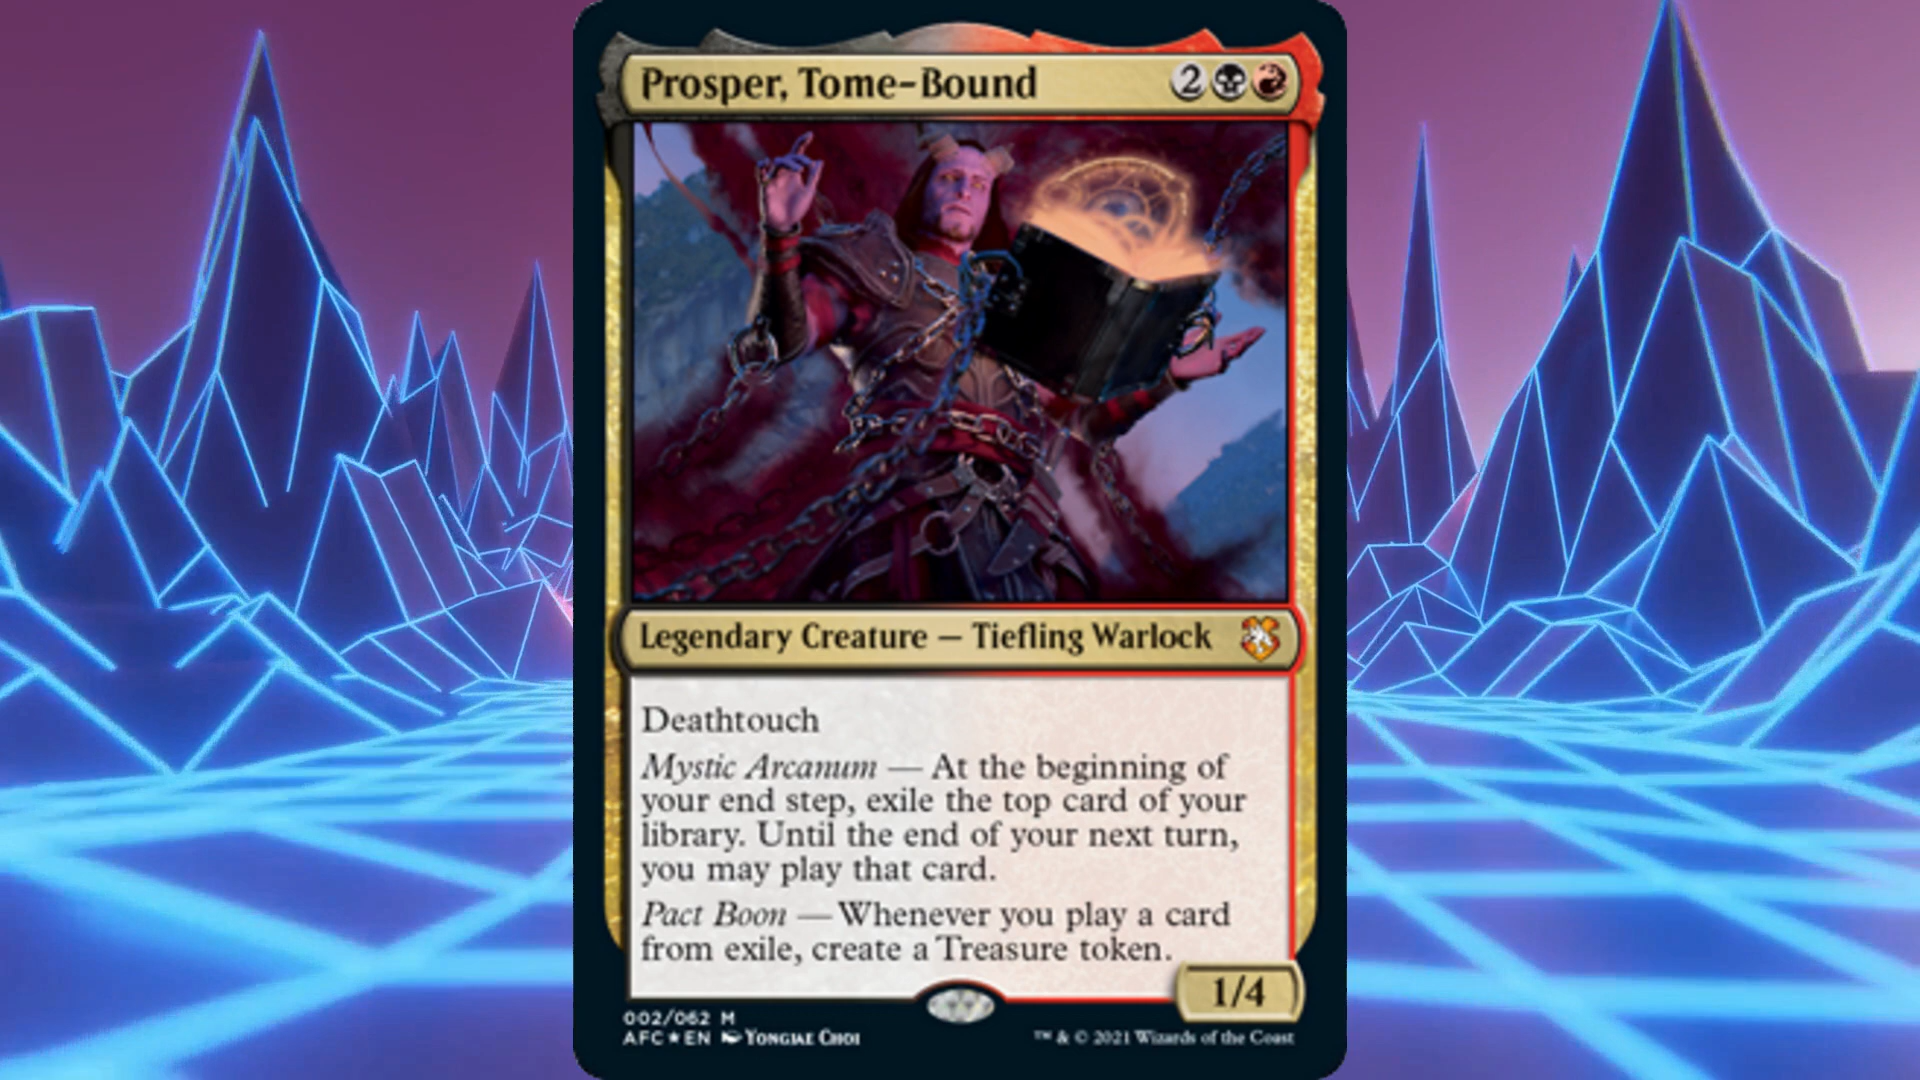 Prosper, Tome-Bound 2
Legendary Creature — Tiefling Warlock
Deathtouch
Mystic Arcanum — At the beginning of
your end step, exile the top card of your
library. Until the end of your next turn,
you may play that card.
Pact Boon — Whenever you play a card
from exile, create a Treasure token.
1/4
002/062 M
AFC★EN Yongjae Choi
™ & © 2021 Wizards of the Coast